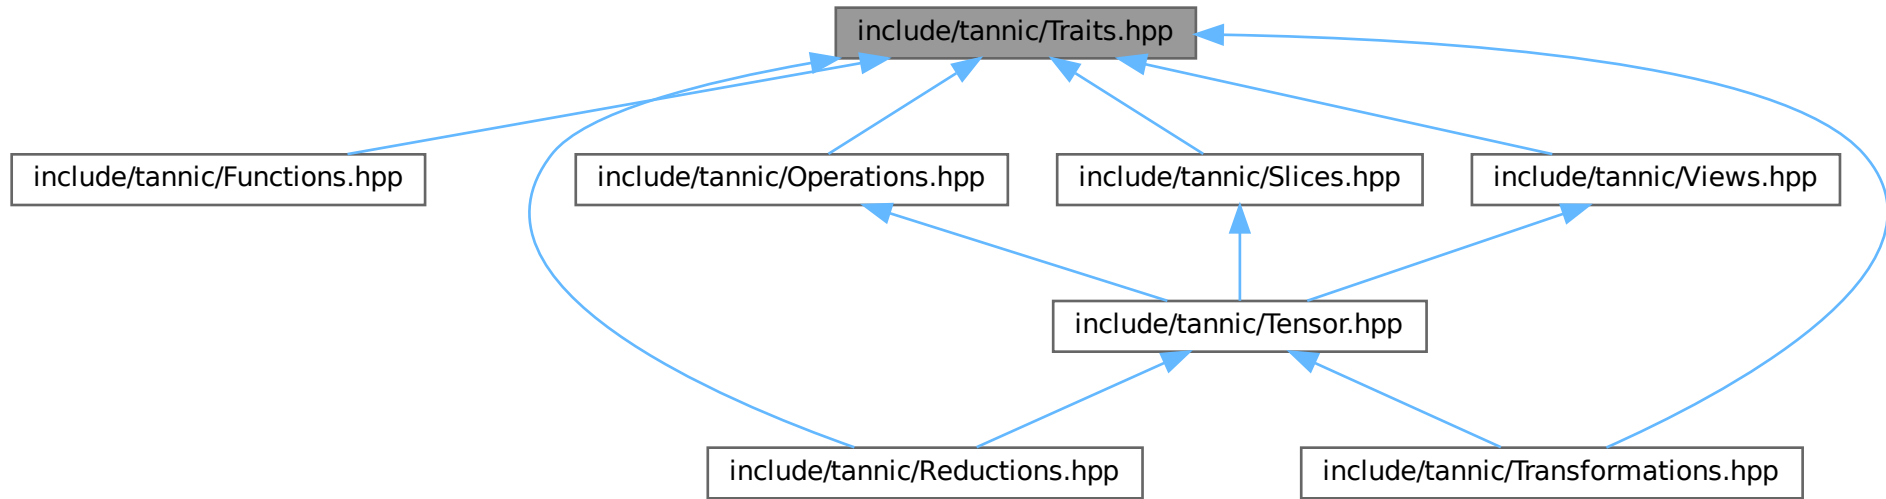 include/tannic/Traits.hpp
include/tannic/Functions.hpp
include/tannic/Operations.hpp
include/tannic/Slices.hpp
include/tannic/Views.hpp
include/tannic/Tensor.hpp
include/tannic/Reductions.hpp
include/tannic/Transformations.hpp